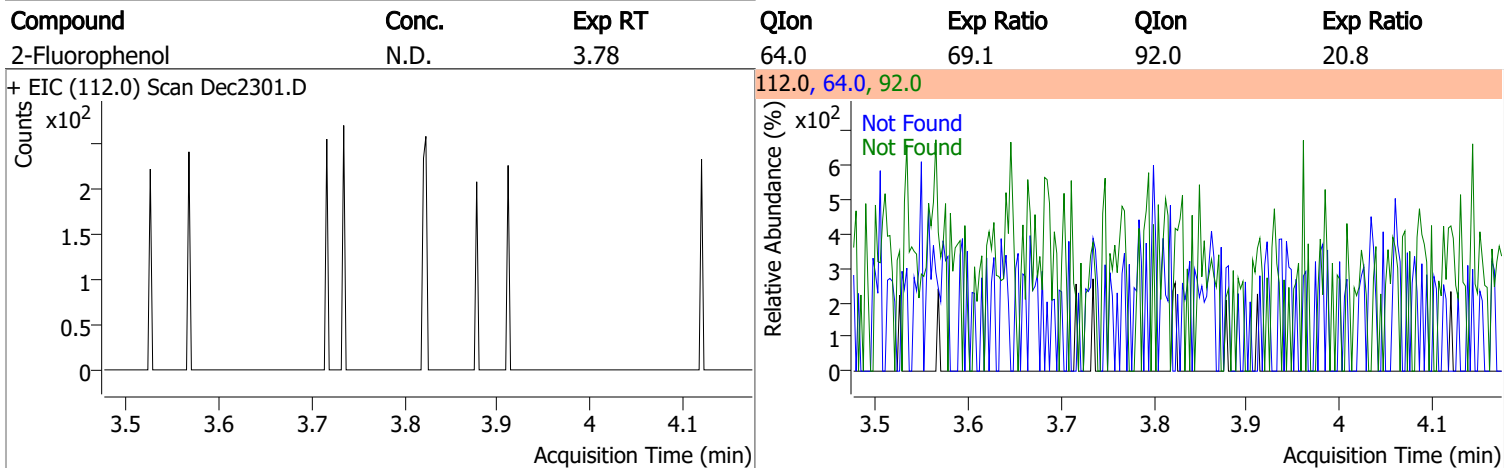 Compound Conc. Exp RT QIon Exp Ratio QIon Exp Ratio
2-Fluorophenol N.D. 3.78 64.0 69.1 92.0 20.8
+ EIC (112.0) Scan Dec2301.D
Counts
x10²
2
1.5
1
0.5
0
3.5 3.6 3.7 3.8 3.9 4 4.1
Acquisition Time (min)
112.0, 64.0, 92.0
Relative Abundance (%)
x10²
Not Found
Not Found
6
5
4
3
2
1
0
3.5 3.6 3.7 3.8 3.9 4 4.1
Acquisition Time (min)